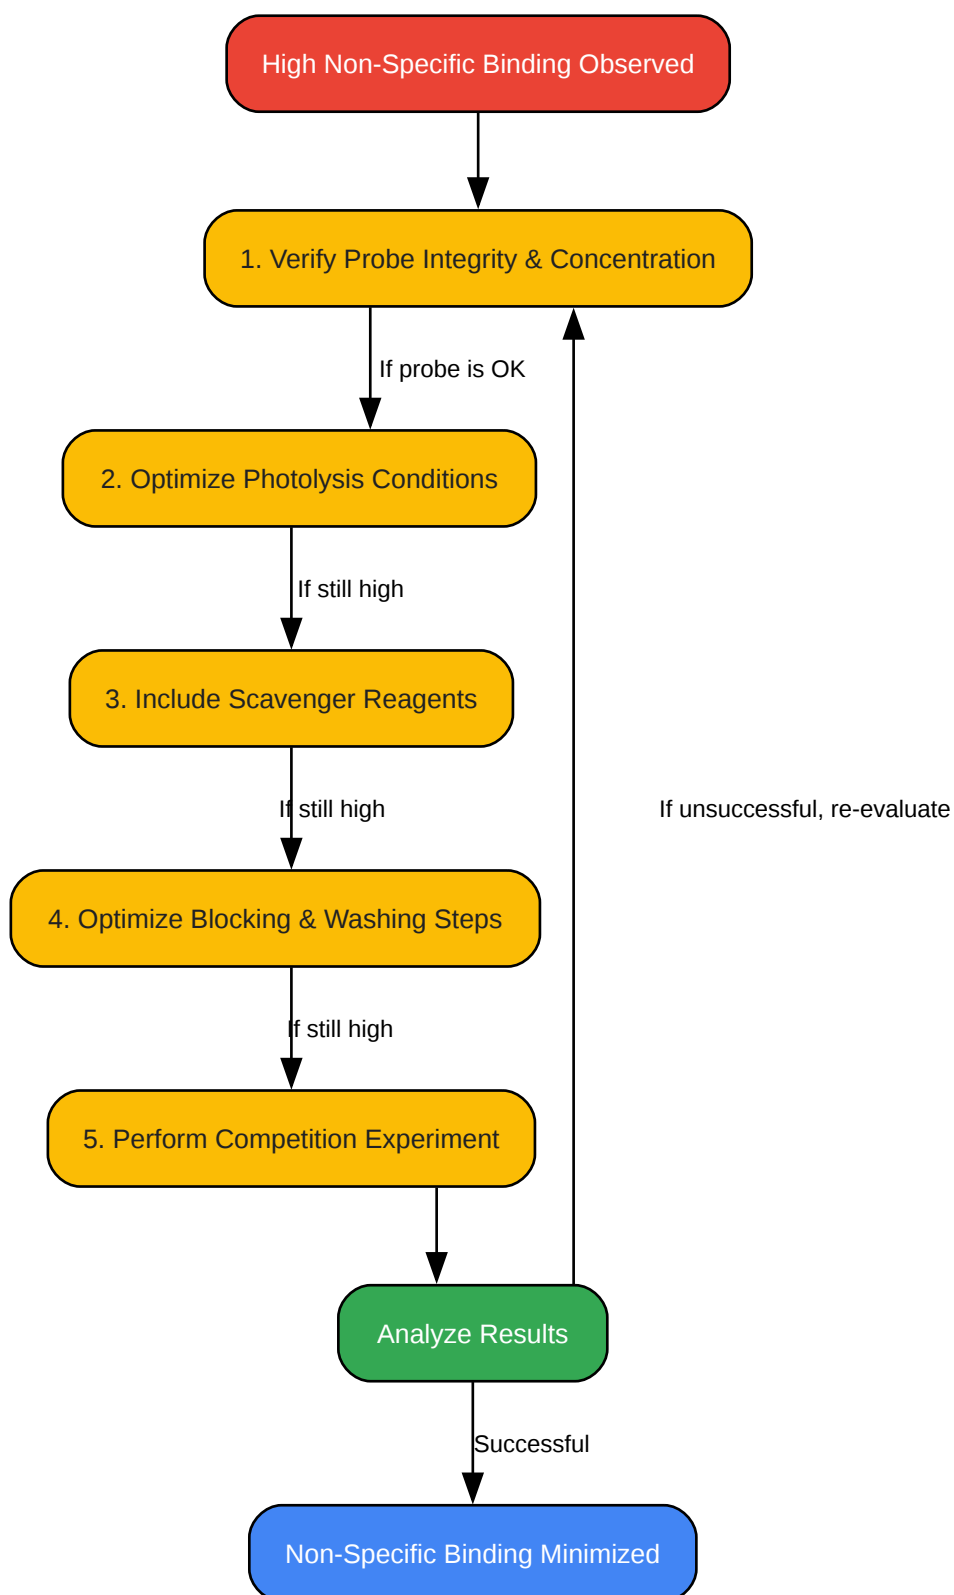 High Non-Specific Binding Observed
1. Verify Probe Integrity & Concentration
If probe is OK
2. Optimize Photolysis Conditions
If still high
3. Include Scavenger Reagents
If still high
If unsuccessful, re-evaluate
4. Optimize Blocking & Washing Steps
If still high
5. Perform Competition Experiment
Analyze Results
Successful
Non-Specific Binding Minimized